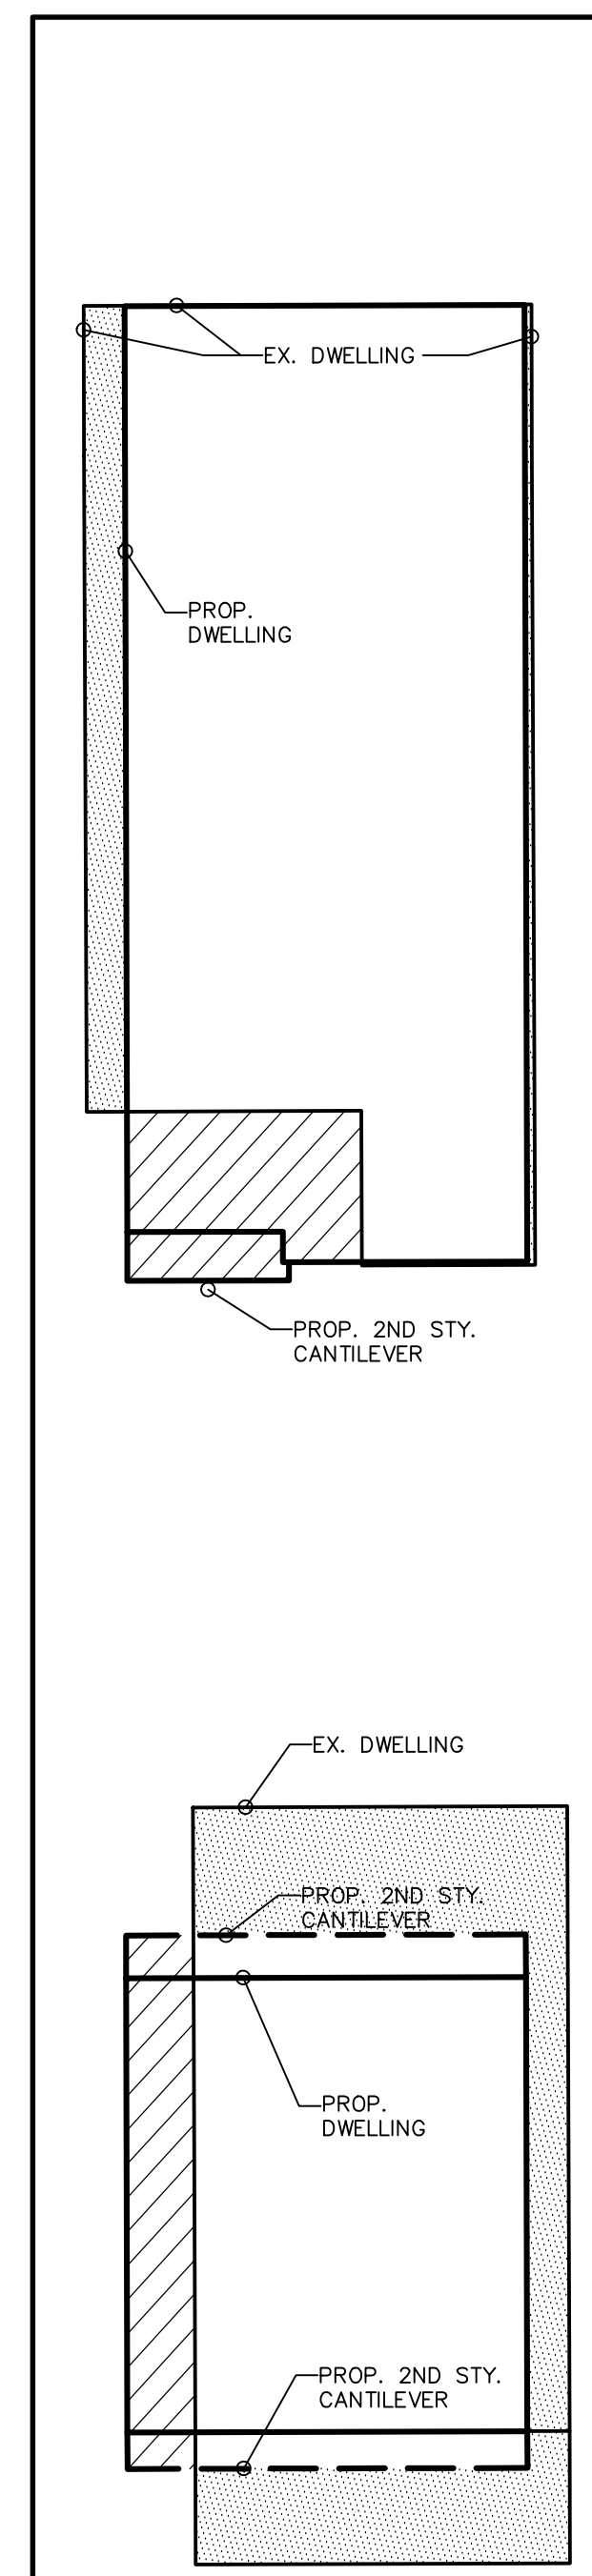 EX. DWELLING
PROP.
DWELLING
PROP. 2ND STY.
CANTILEVER
EX. DWELLING
PROP. 2ND STY.
CANTILEVER
PROP.
DWELLING
PROP. 2ND STY.
CANTILEVER